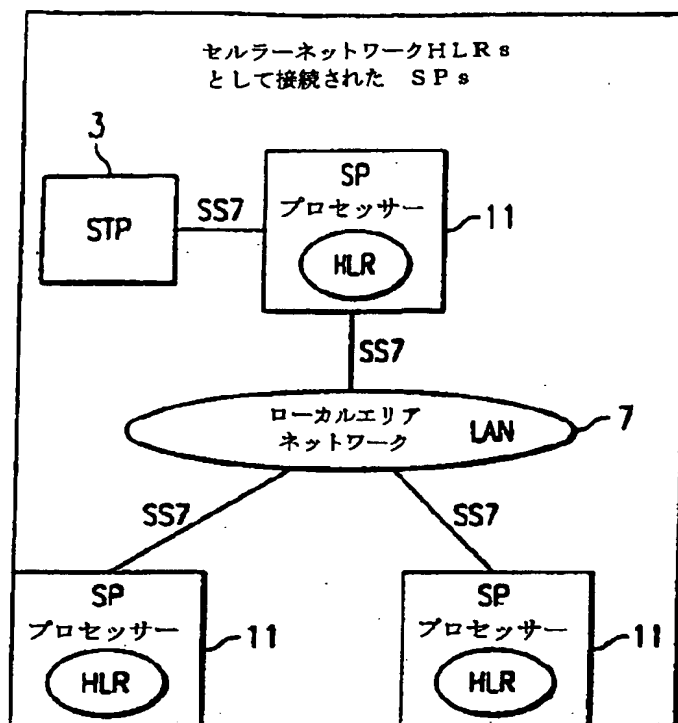 セルラーネットワークHLRs
として接続された SPs
3
STP
SS7
SP
プロセッサー
HLR
11
SS7
ローカルエリア
ネットワーク LAN
7
SS7
SS7
SP
プロセッサー
HLR
11
SP
プロセッサー
HLR
11